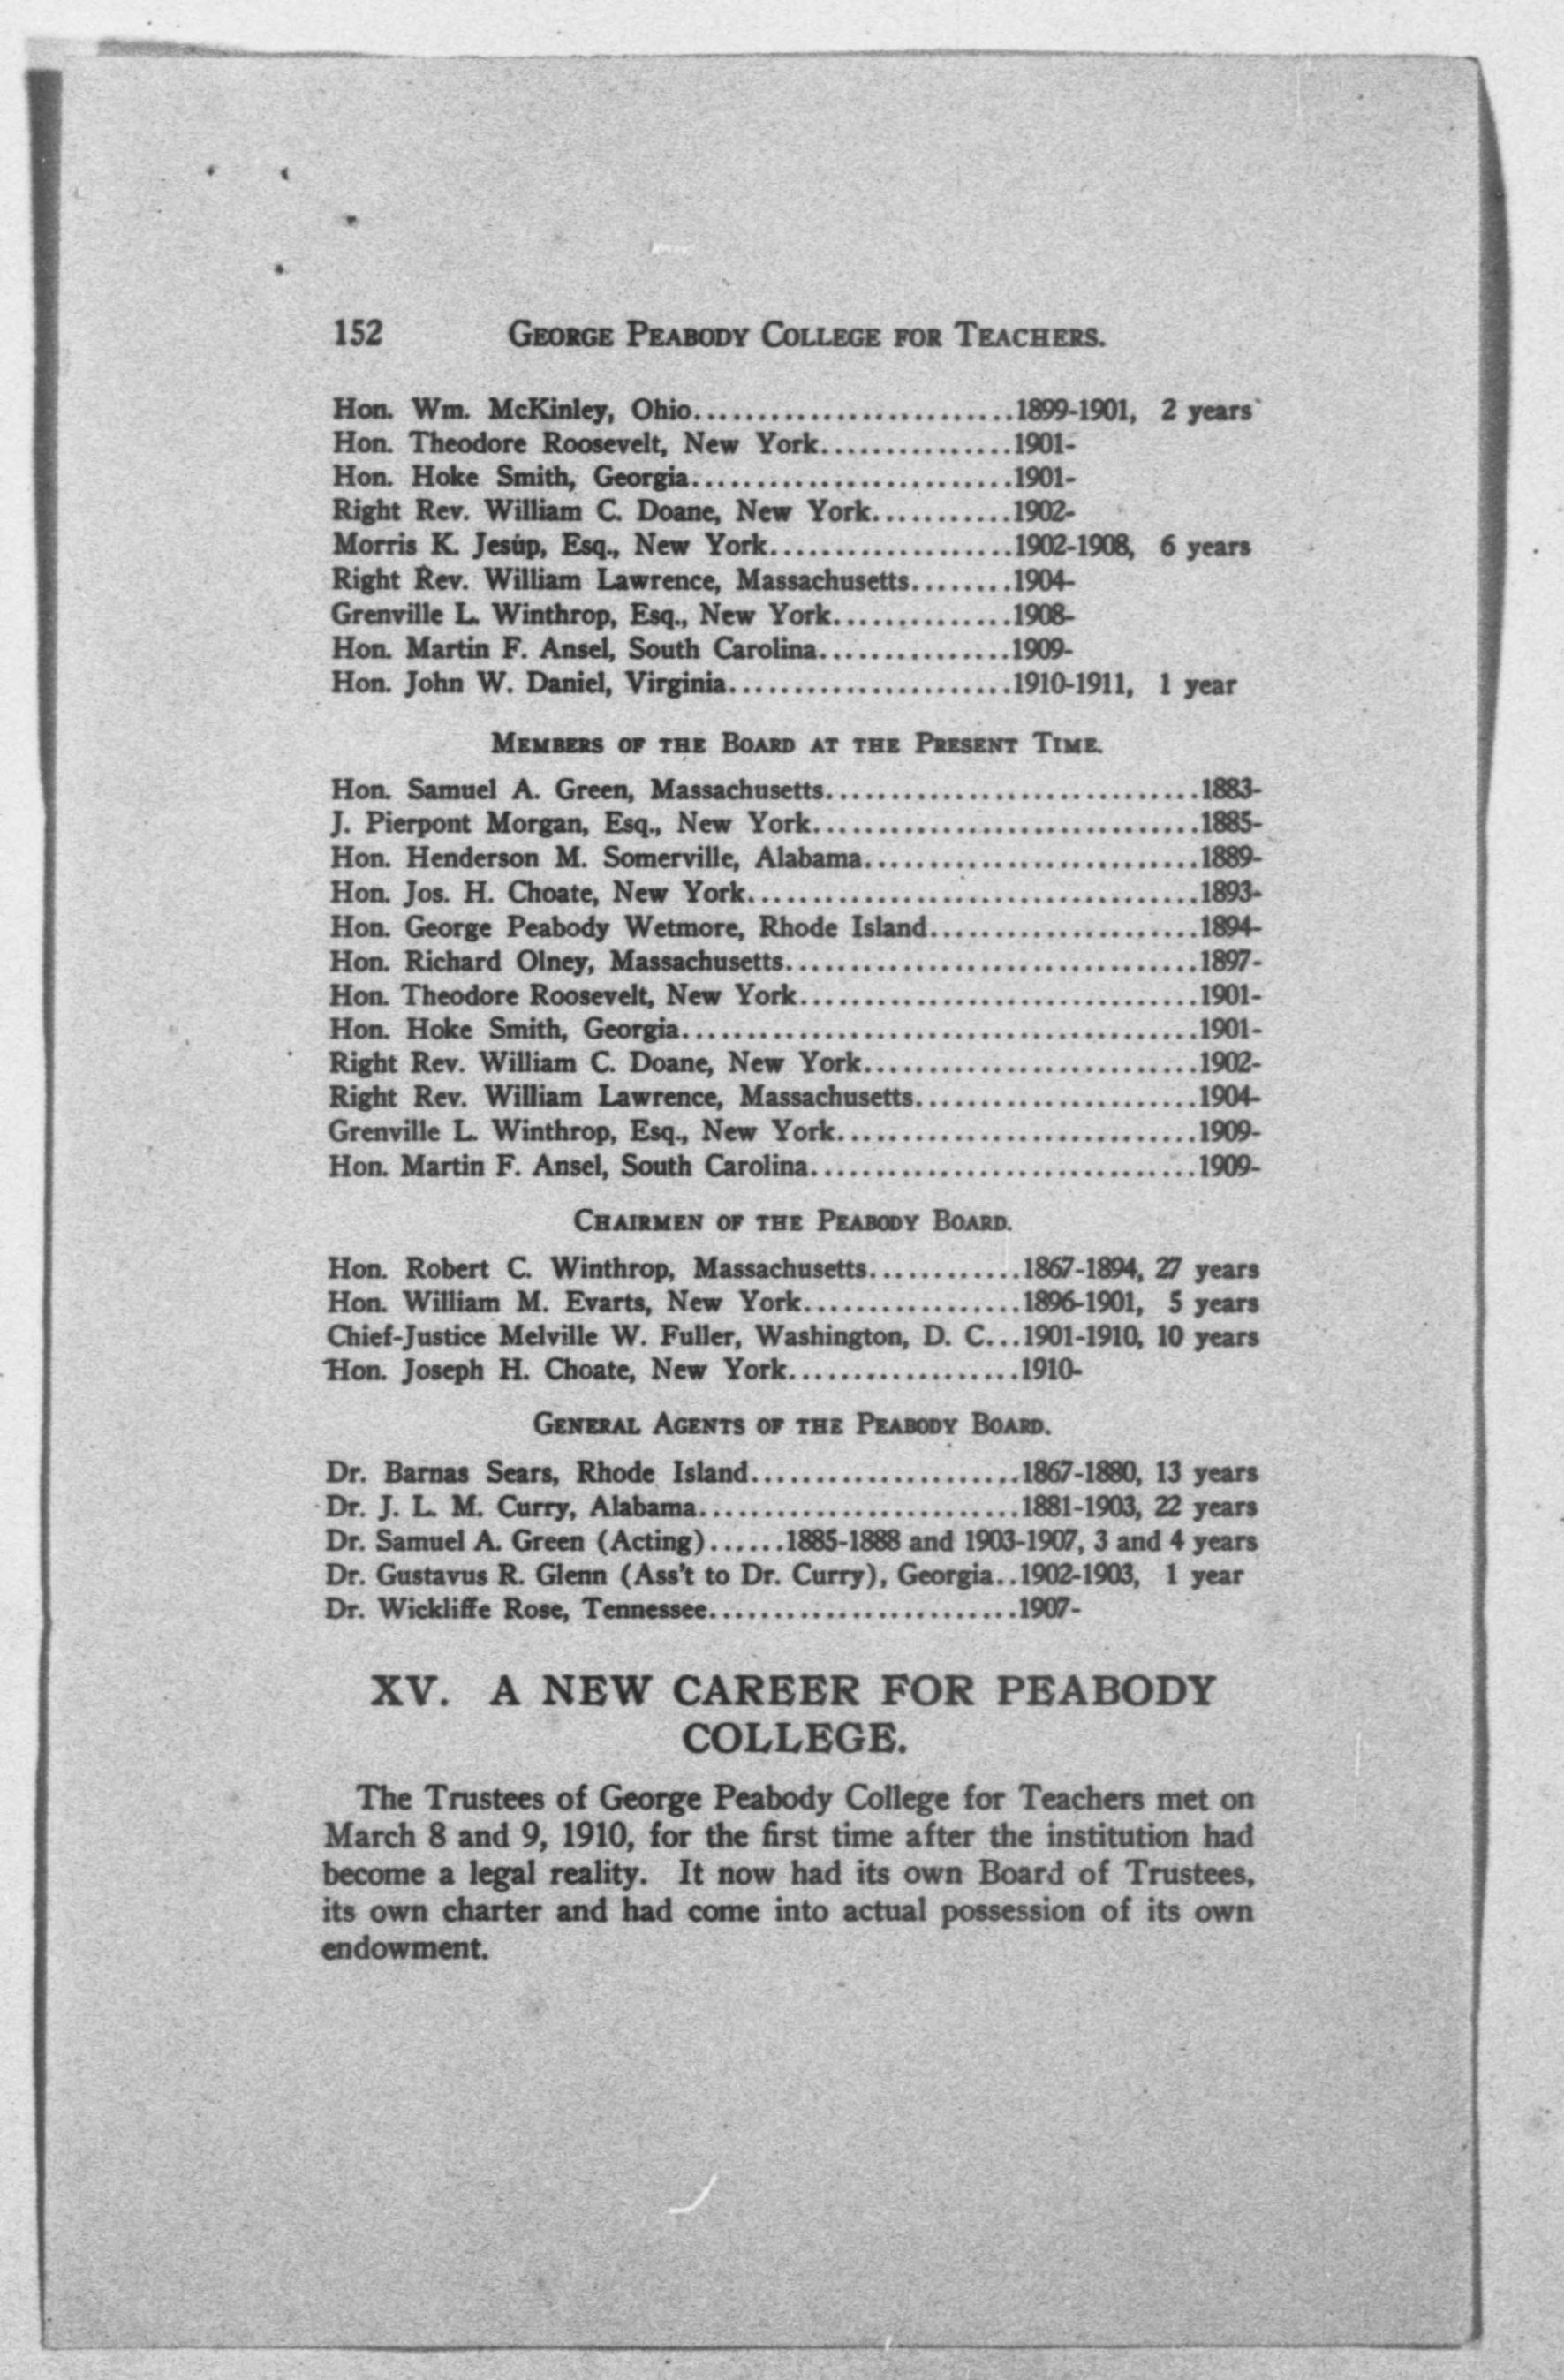 152 GEORGE PEABODY COLLEGE FOR TEACHERS.
Hon. Wm. McKinley, Ohio.........................1899-1901, 2 years
Hon. Theodore Roosevelt, New York...............1901-
Hon. Hoke Smith, Georgia.........................1901-
Right Rev. William C. Doane, New York...........1902-
Morris K. Jesup, Esq., New York...................1902-1908, 6 years
Right Rev. William Lawrence, Massachusetts........1904-
Grenville L. Winthrop, Esq., New York..............1908-
Hon. Martin F. Ansel, South Carolina...............1909-
Hon. John W. Daniel, Virginia......................1910-1911, 1 year
MEMBERS OF THE BOARD AT THE PRESENT TIME.
Hon. Samuel A. Green, Massachusetts.............................1883-
J. Pierpont Morgan, Esq., New York..............................1885-
Hon. Henderson M. Somerville, Alabama..........................1889-
Hon. Jos. H. Choate, New York...................................1893-
Hon. George Peabody Wetmore, Rhode Island.....................1894-
Hon. Richard Olney, Massachusetts................................1897-
Hon. Theodore Roosevelt, New York...............................1901-
Hon. Hoke Smith, Georgia........................................1901-
Right Rev. William C. Doane, New York..........................1902-
Right Rev. William Lawrence, Massachusetts......................1904-
Grenville L. Winthrop, Esq., New York............................1909-
Hon. Martin F. Ansel, South Carolina..............................1909-
CHAIRMEN OF THE PEABODY BOARD.
Hon. Robert C. Winthrop, Massachusetts............1867-1894, 27 years
Hon. William M. Evarts, New York.................1896-1901, 5 years
Chief-Justice Melville W. Fuller, Washington, D. C...1901-1910, 10 years
Hon. Joseph H. Choate, New York..................1910-
GENERAL AGENTS OF THE PEABODY BOARD.
Dr. Barnas Sears, Rhode Island.....................1867-1880, 13 years
Dr. J. L. M. Curry, Alabama.........................1881-1903, 22 years
Dr. Samuel A. Green (Acting)......1885-1888 and 1903-1907, 3 and 4 years
Dr. Gustavus R. Glenn (Ass't to Dr. Curry), Georgia..1902-1903, 1 year
Dr. Wickliffe Rose, Tennessee........................1907-
XV. A NEW CAREER FOR PEABODY
COLLEGE.
The Trustees of George Peabody College for Teachers met on
March 8 and 9, 1910, for the first time after the institution had
become a legal reality. It now had its own Board of Trustees,
its own charter and had come into actual possession of its own
endowment.